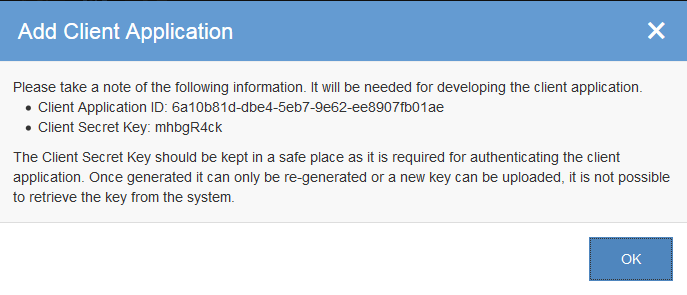 Add Client Application
Please take a note of the following information. It will be needed for developing the client application.
Client Application ID: 6a10b81d-dbe4-5eb7-9e62-ee8907fb01ae
Client Secret Key: mhbgR4ck
The Client Secret Key should be kept in a safe place as it is required for authenticating the client
application. Once generated it can only be re-generated or a new key can be uploaded, it is not possible
to retrieve the key from the system.
OK